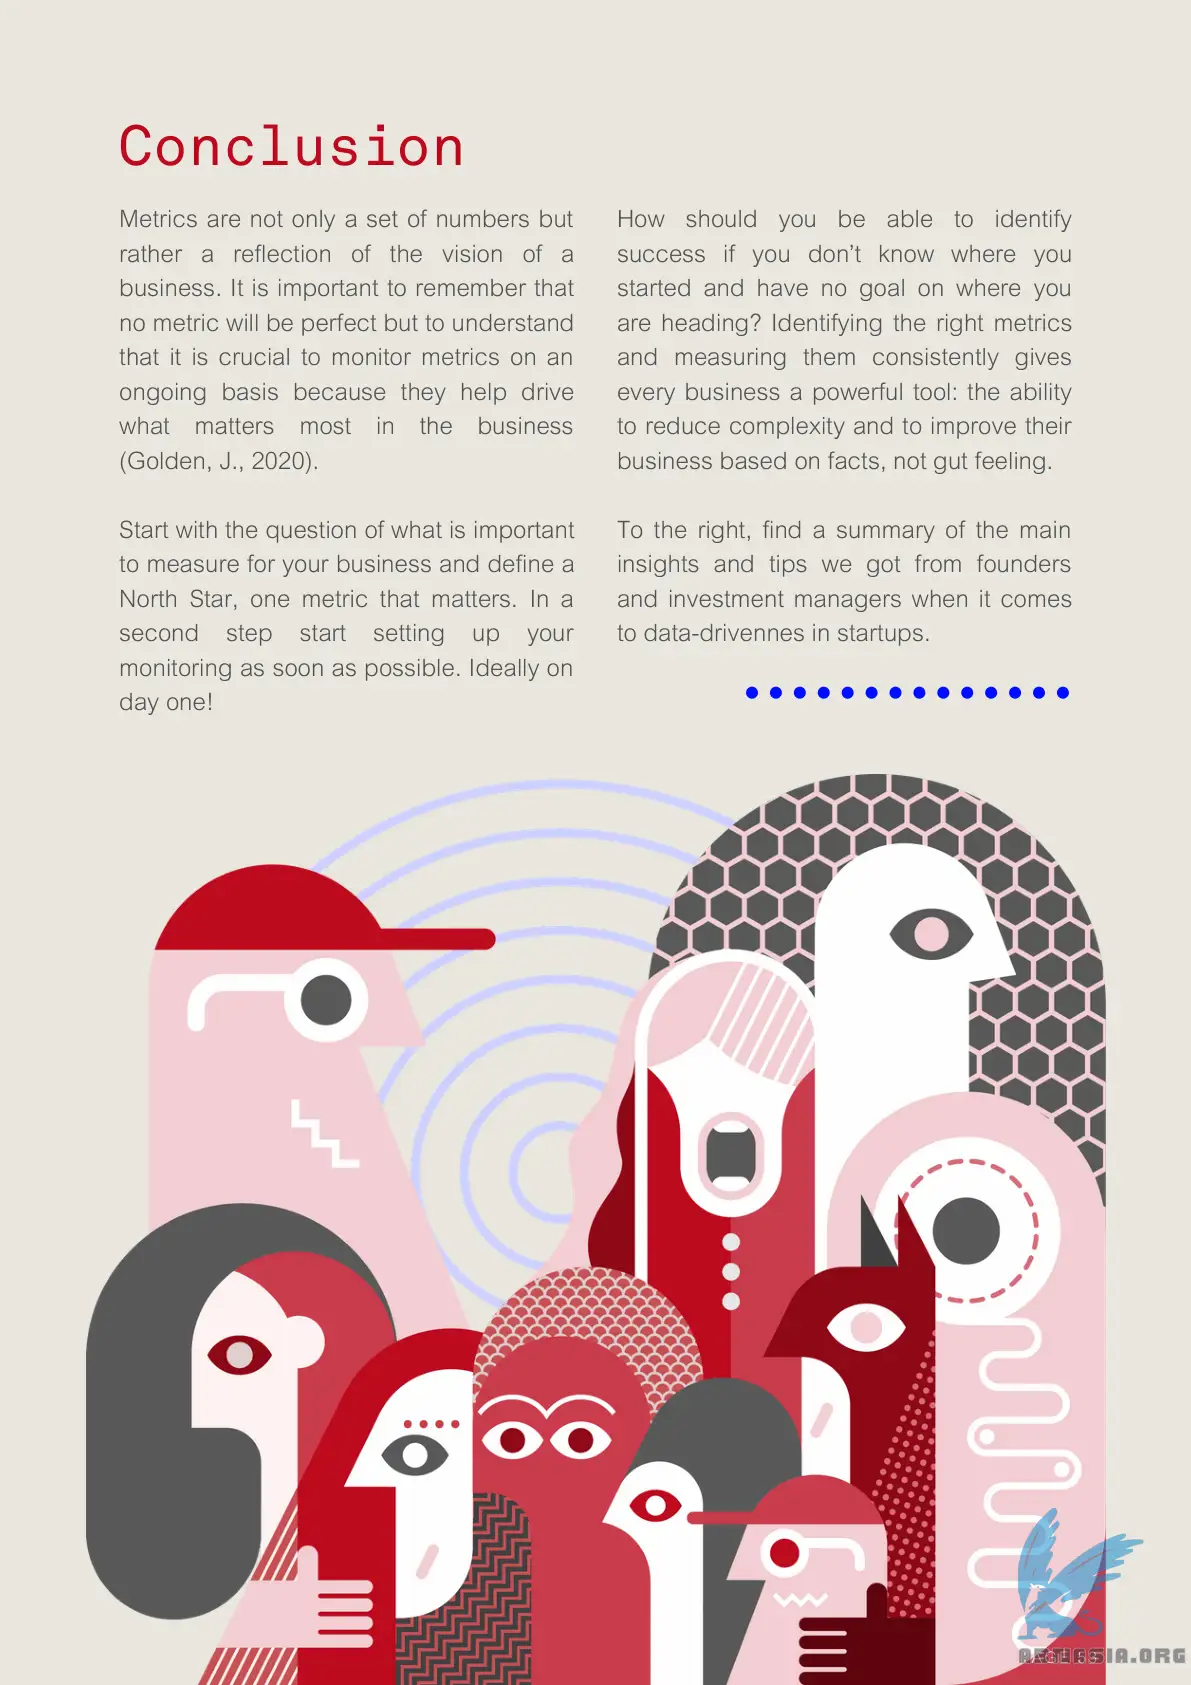 Conclusion
Metrics are not only a set of numbers but
rather a reflection of the vision of a
business. It is important to remember that
no metric will be perfect but to understand
that it is crucial to monitor metrics on an
ongoing basis because they help drive
what matters most in the business
(Golden, J., 2020).
Start with the question of what is important
to measure for your business and define a
North Star, one metric that matters. In a
second step start setting up your
monitoring as soon as possible. Ideally on
day one!
How should you be able to identify
success if you don’t know where you
started and have no goal on where you
are heading? Identifying the right metrics
and measuring them consistently gives
every business a powerful tool: the ability
to reduce complexity and to improve their
business based on facts, not gut feeling.
To the right, find a summary of the main
insights and tips we got from founders
and investment managers when it comes
to data-drivennes in startups.